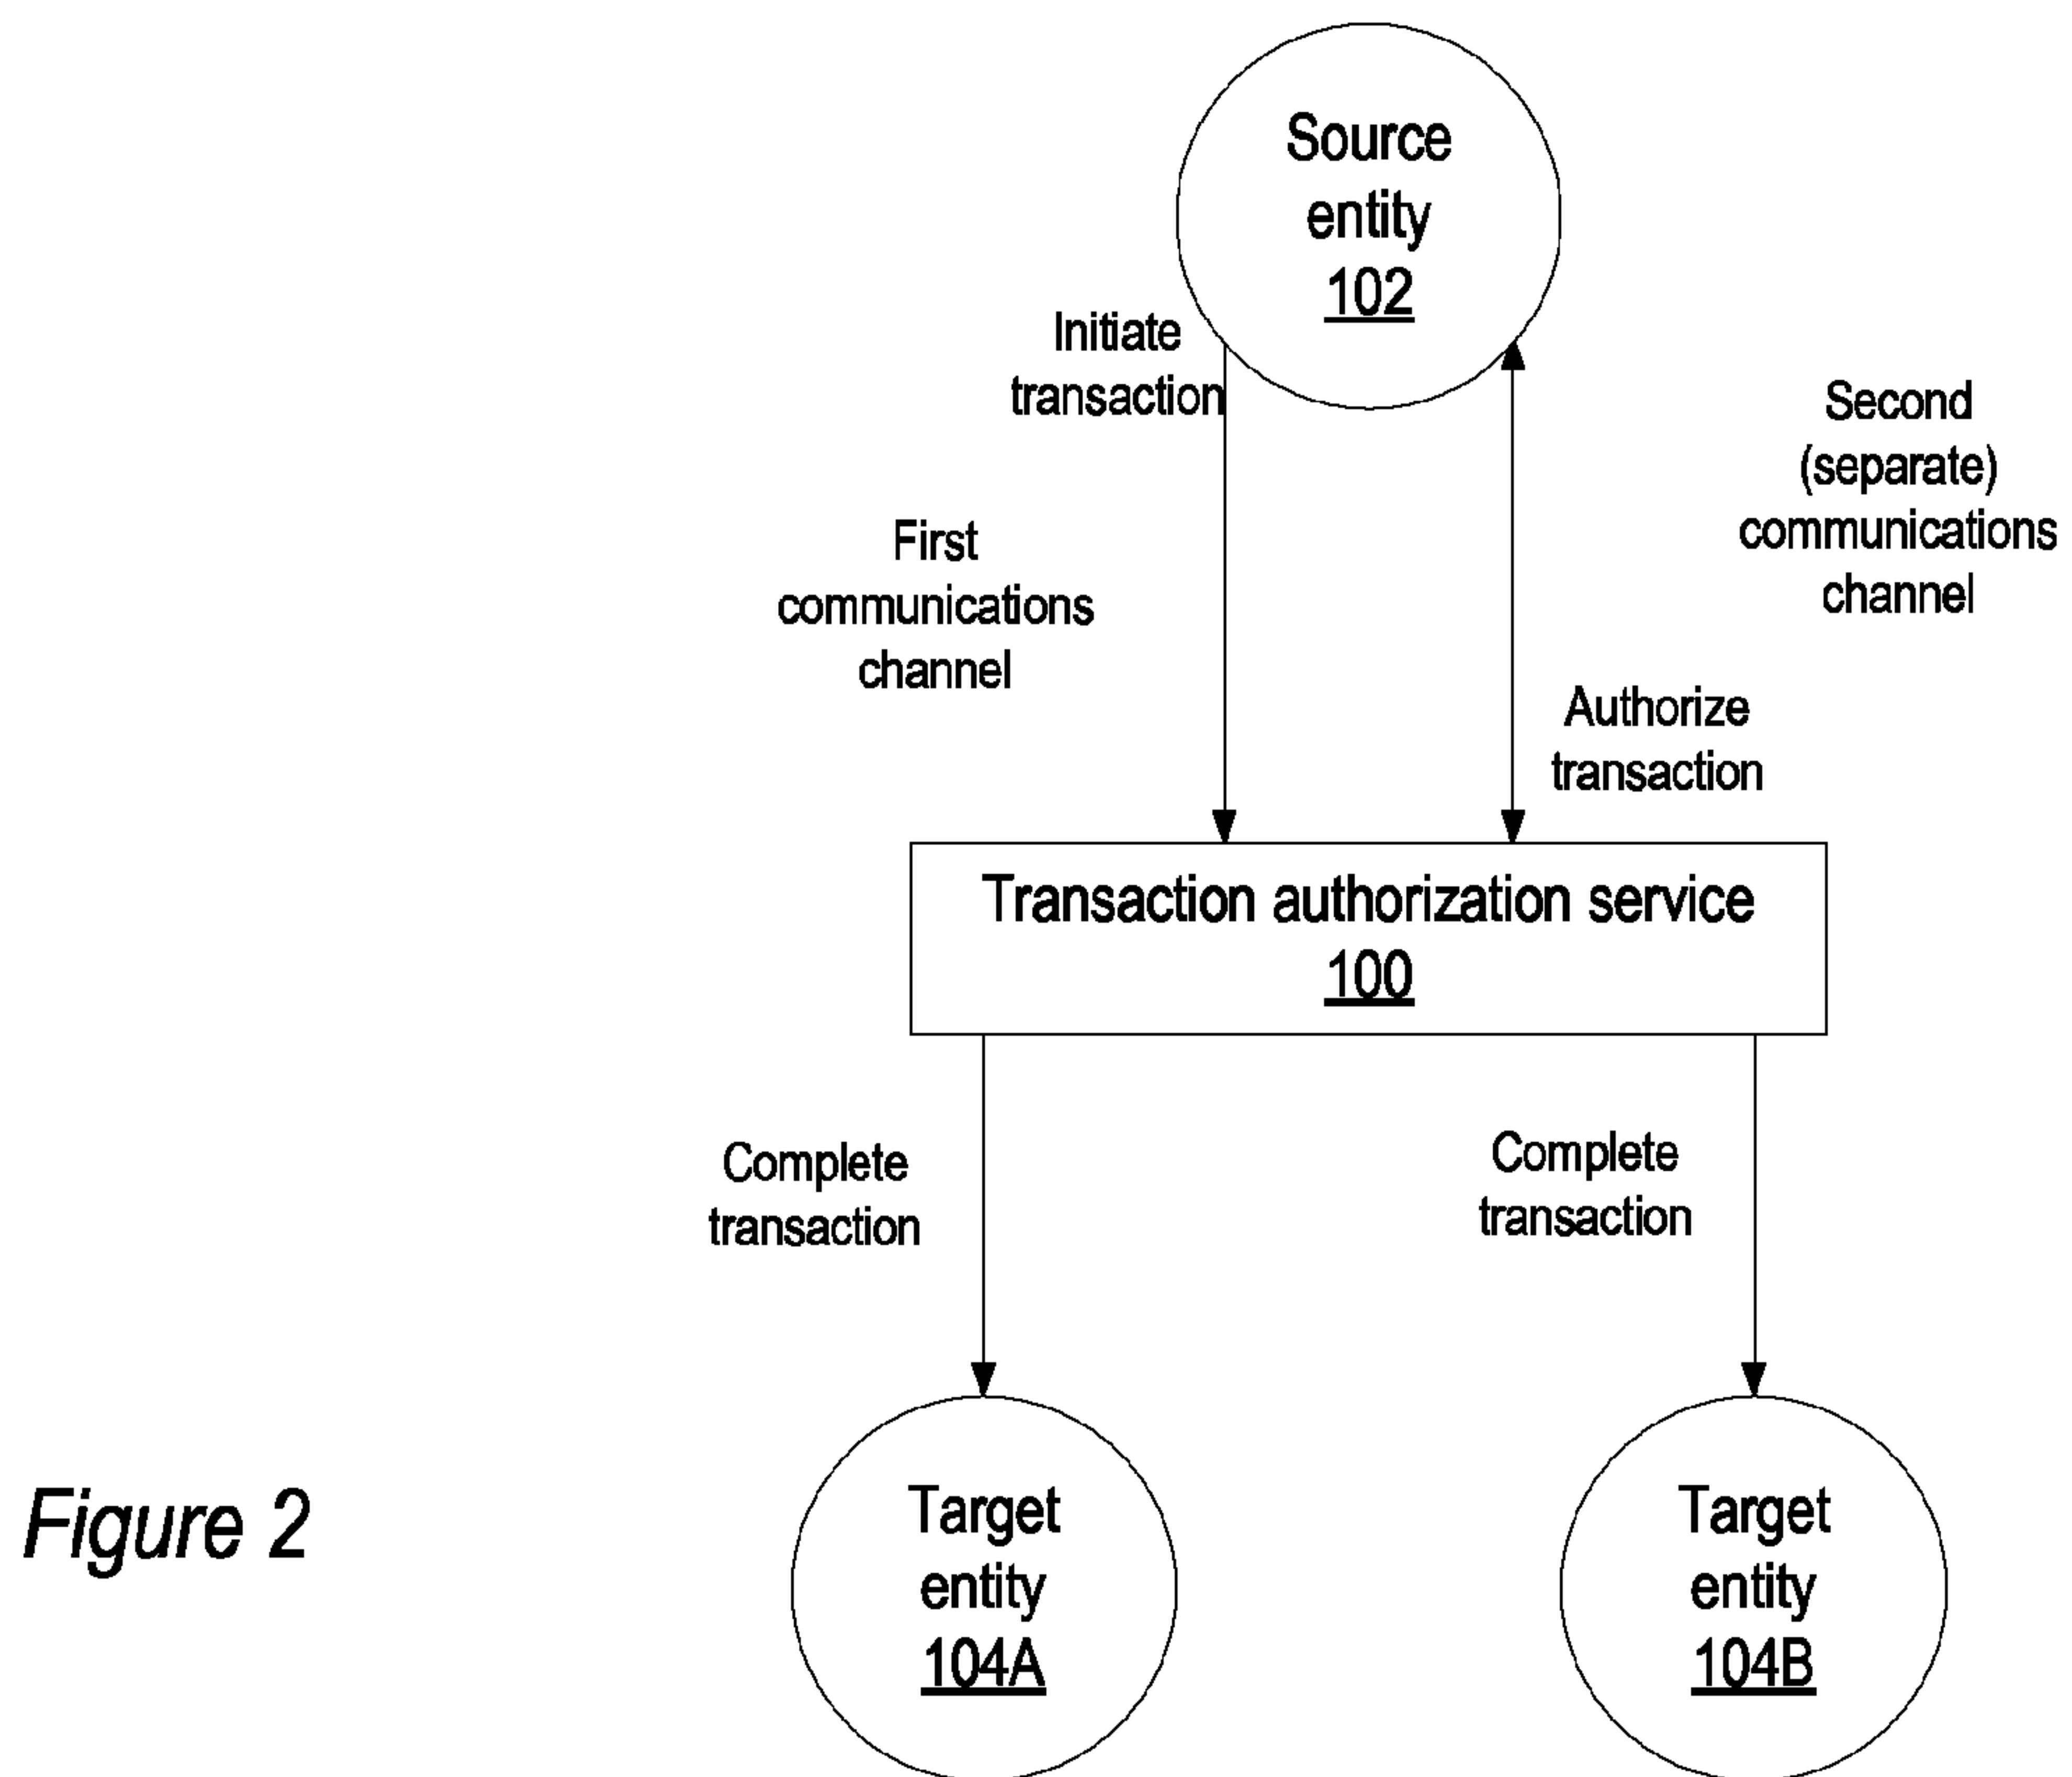 Source
entity
102
Initiate
transaction
Second
(separate)
communications
channel
First
communications
channel
Authorize
transaction
Transaction authorization service
100
Complete
transaction
Complete
transaction
Target
entity
104A
Target
entity
104B
Figure 2